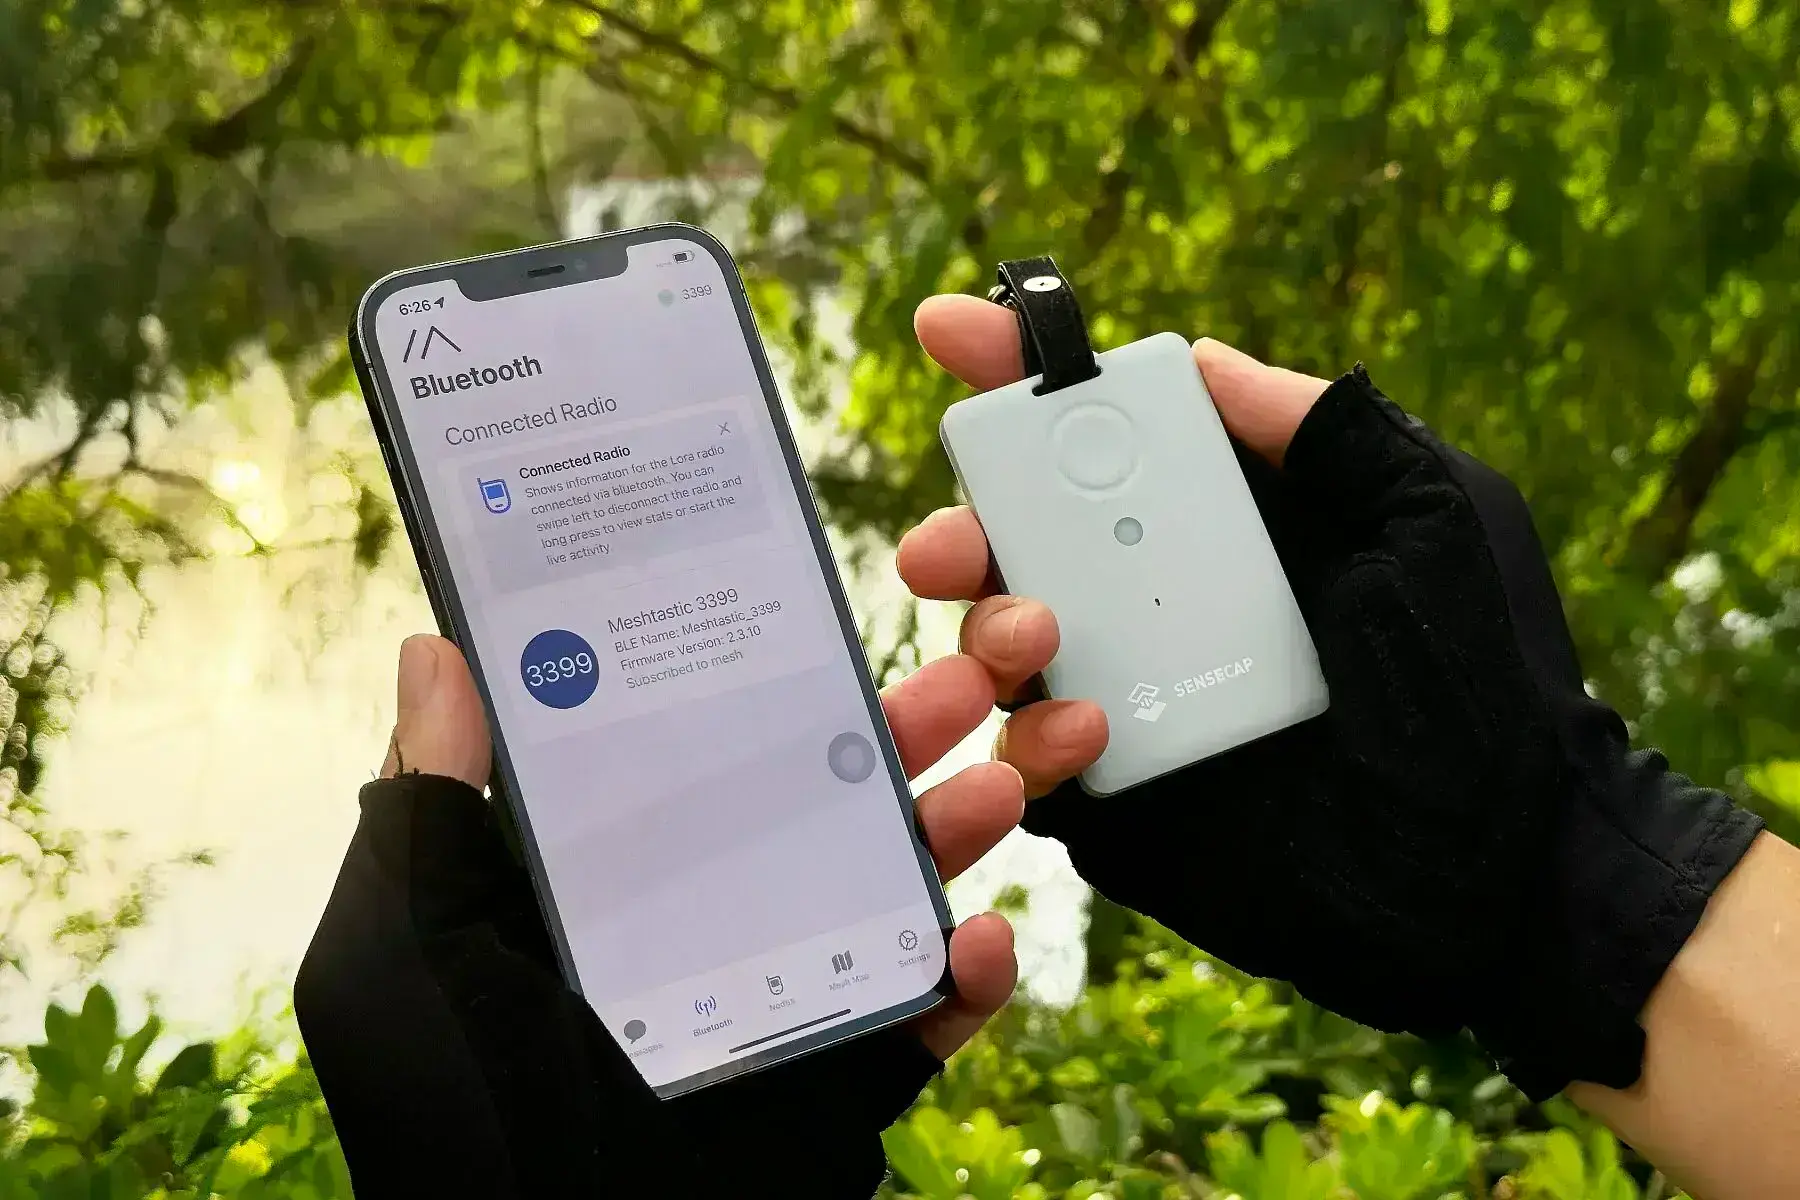 6:26
3399
Bluetooth
Connected Radio
Connected Radio
Shows information for the Lora radio
connected via bluetooth. You can
swipe left to disconnect the radio and
long press to view stats or start the
live activity.
Meshtastic 3399
3399
BLE Name: Meshtastic_3399
Firmware Version: 2.3.10
Subscribed to mesh
essages
Bluetooth
Nodes
Mesh Map
Settings
SENSECAP